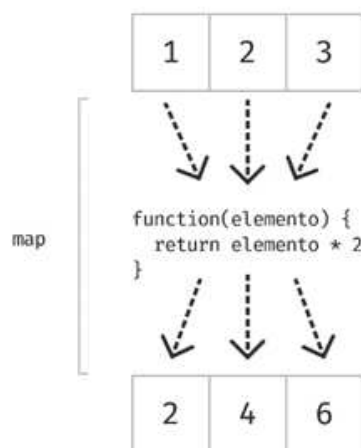 1 2 3
function(elemento) {
map
return elemento * 2
}
2 4 6